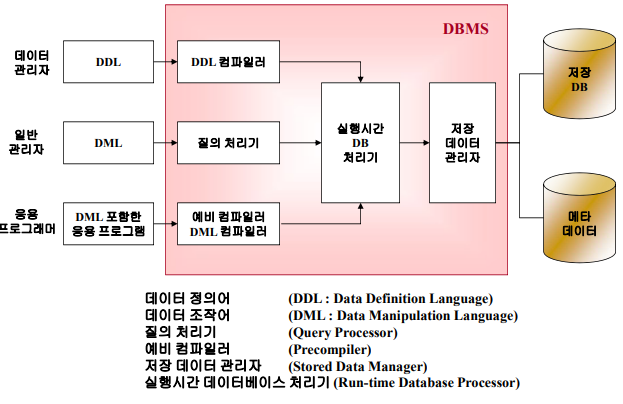 DBMS
데이터
관리자
DDL
DDL 컴파일러
일반
관리자
DML
질의 처리기
실행시간
DB
처리기
저장
데이터
관리자
저장
DB
메타
데이터
응용
프로그래머
DML 포함한
응용 프로그램
예비 컴파일러
DML 컴파일러
데이터 정의어 (DDL : Data Definition Language)
데이터 조작어 (DML : Data Manipulation Language)
질의 처리기 (Query Processor)
예비 컴파일러 (Precompiler)
저장 데이터 관리자 (Stored Data Manager)
실행시간 데이터베이스 처리기 (Run-time Database Processor)